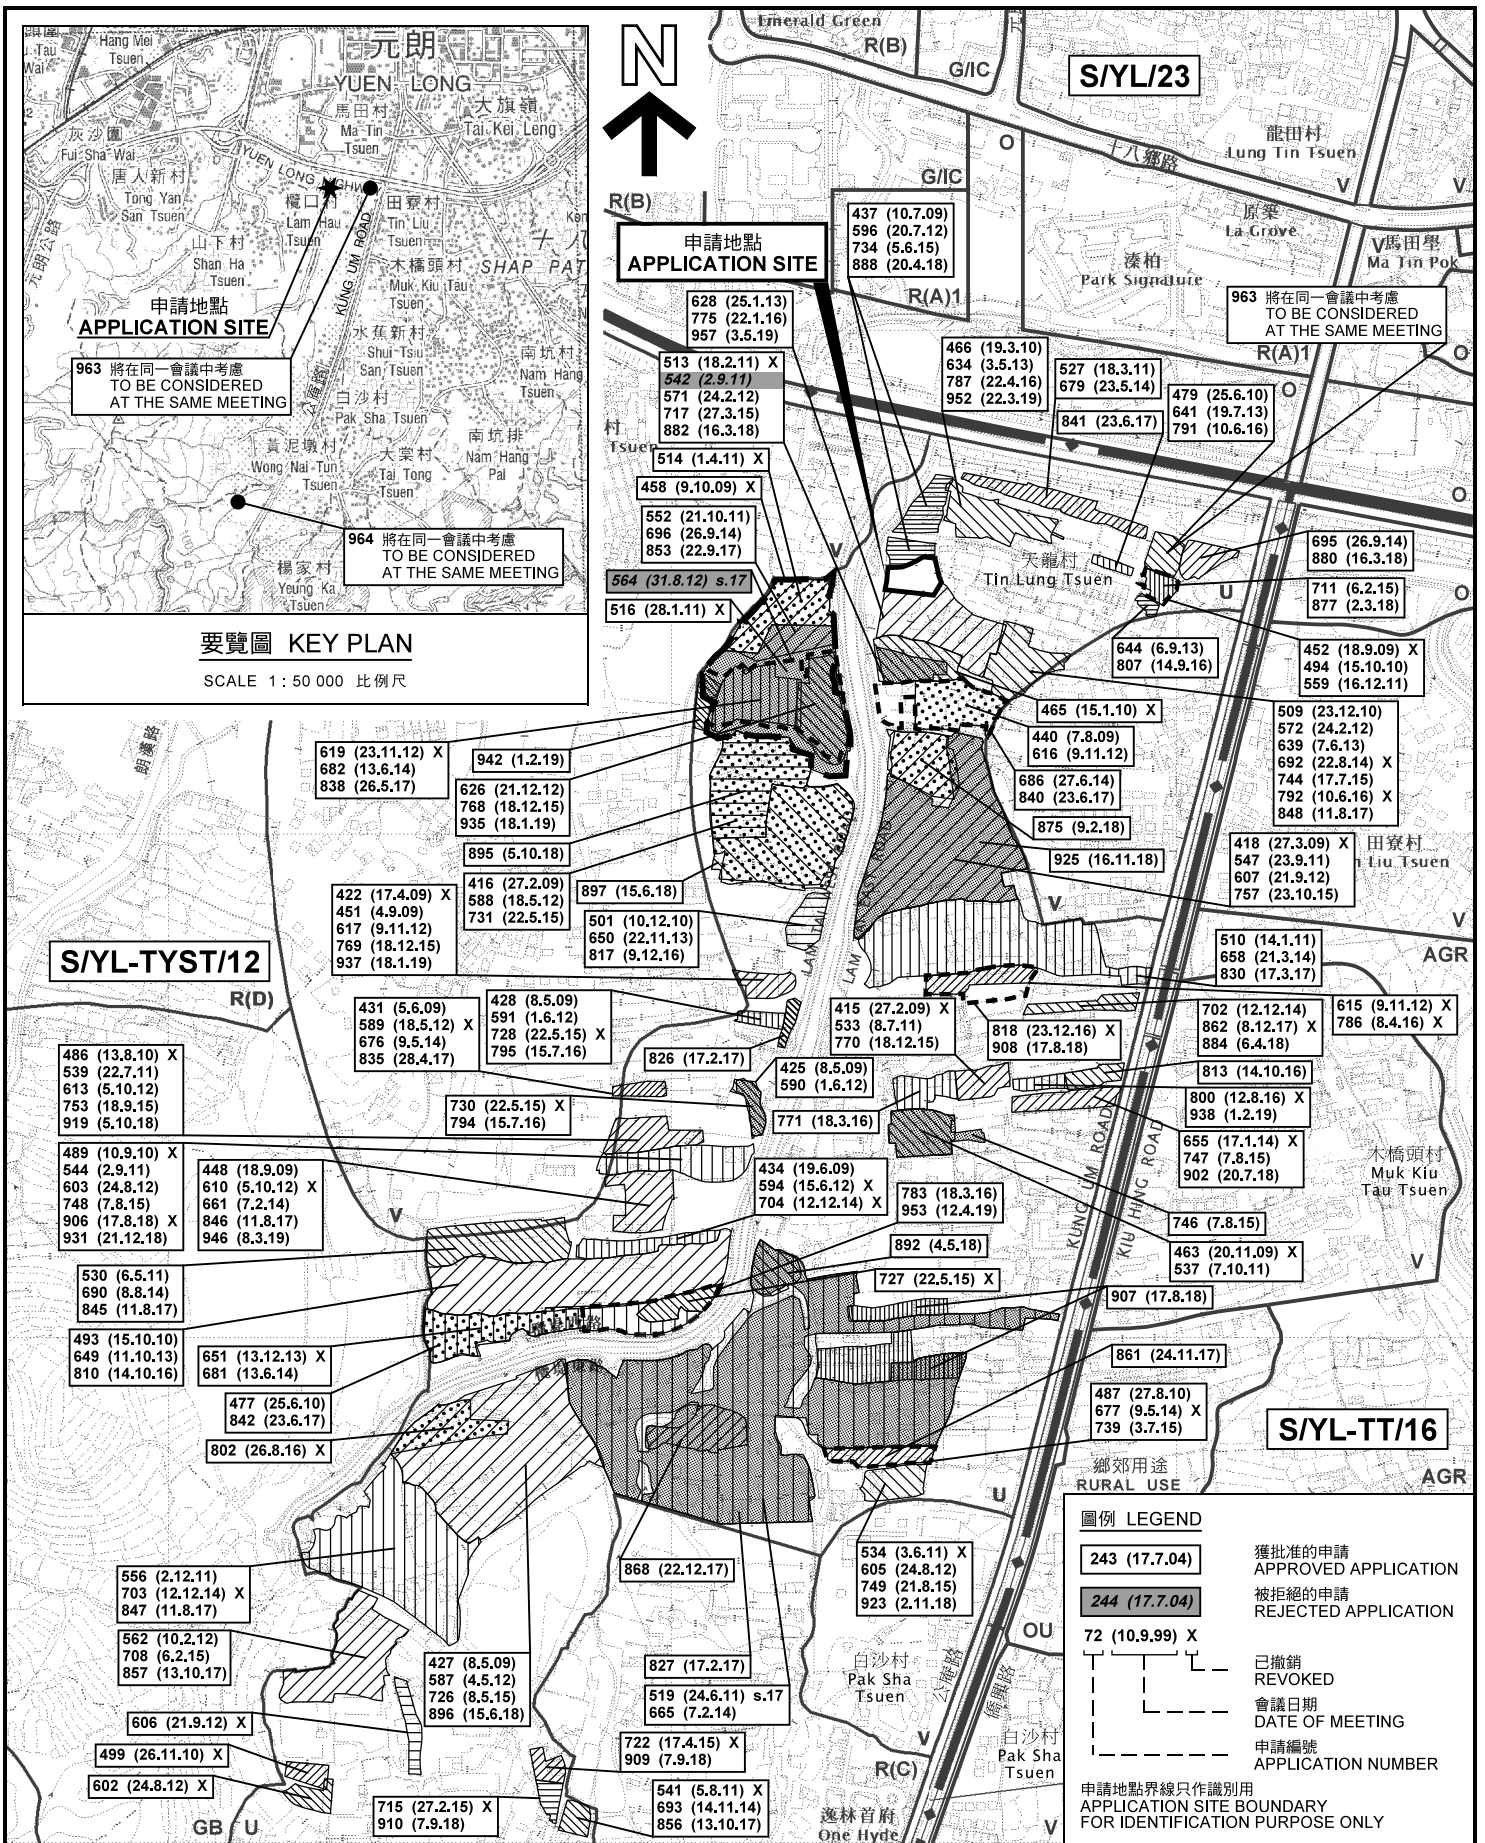 元朗
YUEN LONG
Hang Mei
Tsuen
馬田村
Ma Tin
Tsuen
大旗嶺
Tai Kei Leng
灰沙圍
Fui Sha Wai
唐人新村
Tong Yan
San Tsuen
YUEN LONG HIGHWAY
欖口村
Lam Hau
Tsuen
田寮村
Tin Liu
Tsuen
山下村
Shan Ha
Tsuen
KUNG UM ROAD
木橋頭村
Muk Kiu Tau
Tsuen
SHAP PAT
元朗公路
申請地點
APPLICATION SITE
水蕉新村
Shui Tsiu
San Tsuen
南坑村
Nam Hang
Tsuen
963 將在同一會議中考慮
TO BE CONSIDERED
AT THE SAME MEETING
公庵路
白沙村
Pak Sha Tsuen
黃泥墩村
Wong Nai Tun
Tsuen
大棠村
Tai Tong
Tsuen
南坑排
Nam Hang
Pai
964 將在同一會議中考慮
TO BE CONSIDERED
AT THE SAME MEETING
楊家村
Yeung Ka
Tsuen
要覽圖 KEY PLAN
SCALE 1 : 50 000 比例尺
N
Emerald Green
R(B)
G/IC
S/YL/23
龍田村
Lung Tin Tsuen
十八鄉路
O
G/IC
R(B)
V
V
原築
La Grove
馬田壆
Ma Tin Pok
V
溱柏
Park Signature
R(A)1
申請地點
APPLICATION SITE
437 (10.7.09)
596 (20.7.12)
734 (5.6.15)
888 (20.4.18)
963 將在同一會議中考慮
TO BE CONSIDERED
AT THE SAME MEETING
R(A)1
O
628 (25.1.13)
775 (22.1.16)
957 (3.5.19)
513 (18.2.11) X
542 (2.9.11)
571 (24.2.12)
717 (27.3.15)
882 (16.3.18)
466 (19.3.10)
634 (3.5.13)
787 (22.4.16)
952 (22.3.19)
527 (18.3.11)
679 (23.5.14)
841 (23.6.17)
479 (25.6.10)
641 (19.7.13)
791 (10.6.16)
O
村
Tsuen
514 (1.4.11) X
458 (9.10.09) X
552 (21.10.11)
696 (26.9.14)
853 (22.9.17)
564 (31.8.12) s.17
516 (28.1.11) X
V
天龍村
Tin Lung Tsuen
O
695 (26.9.14)
880 (16.3.18)
711 (6.2.15)
877 (2.3.18)
U
O
644 (6.9.13)
807 (14.9.16)
452 (18.9.09) X
494 (15.10.10)
559 (16.12.11)
465 (15.1.10) X
440 (7.8.09)
616 (9.11.12)
686 (27.6.14)
840 (23.6.17)
509 (23.12.10)
572 (24.2.12)
639 (7.6.13)
692 (22.8.14) X
744 (17.7.15)
792 (10.6.16) X
848 (11.8.17)
朗漢路
619 (23.11.12) X
682 (13.6.14)
838 (26.5.17)
942 (1.2.19)
626 (21.12.12)
768 (18.12.15)
935 (18.1.19)
895 (5.10.18)
416 (27.2.09)
588 (18.5.12)
731 (22.5.15)
897 (15.6.18)
875 (9.2.18)
925 (16.11.18)
418 (27.3.09) X
547 (23.9.11)
607 (21.9.12)
757 (23.10.15)
田寮村
Liu Tsuen
V
V
AGR
422 (17.4.09) X
451 (4.9.09)
617 (9.11.12)
769 (18.12.15)
937 (18.1.19)
501 (10.12.10)
650 (22.11.13)
817 (9.12.16)
LAM TAI
LAM
ROAD
S/YL-TYST/12
R(D)
510 (14.1.11)
658 (21.3.14)
830 (17.3.17)
431 (5.6.09)
589 (18.5.12) X
676 (9.5.14)
835 (28.4.17)
428 (8.5.09)
591 (1.6.12)
728 (22.5.15) X
795 (15.7.16)
826 (17.2.17)
415 (27.2.09) X
533 (8.7.11)
770 (18.12.15)
818 (23.12.16) X
908 (17.8.18)
702 (12.12.14)
862 (8.12.17) X
884 (6.4.18)
615 (9.11.12) X
786 (8.4.16) X
486 (13.8.10) X
539 (22.7.11)
613 (5.10.12)
753 (18.9.15)
919 (5.10.18)
425 (8.5.09)
590 (1.6.12)
813 (14.10.16)
800 (12.8.16) X
938 (1.2.19)
730 (22.5.15) X
794 (15.7.16)
771 (18.3.16)
655 (17.1.14) X
747 (7.8.15)
902 (20.7.18)
KUNG UM ROAD
KIU HING ROAD
木橋頭村
Muk Kiu
Tau Tsuen
489 (10.9.10) X
544 (2.9.11)
603 (24.8.12)
748 (7.8.15)
906 (17.8.18) X
931 (21.12.18)
448 (18.9.09)
610 (5.10.12) X
661 (7.2.14)
846 (11.8.17)
946 (8.3.19)
434 (19.6.09)
594 (15.6.12) X
704 (12.12.14) X
783 (18.3.16)
953 (12.4.19)
746 (7.8.15)
V
892 (4.5.18)
463 (20.11.09) X
537 (7.10.11)
V
727 (22.5.15) X
907 (17.8.18)
530 (6.5.11)
690 (8.8.14)
845 (11.8.17)
493 (15.10.10)
649 (11.10.13)
810 (14.10.16)
651 (13.12.13) X
681 (13.6.14)
861 (24.11.17)
477 (25.6.10)
842 (23.6.17)
487 (27.8.10)
677 (9.5.14) X
739 (3.7.15)
S/YL-TT/16
802 (26.8.16) X
鄉郊用途
RURAL USE
AGR
U
556 (2.12.11)
703 (12.12.14) X
847 (11.8.17)
868 (22.12.17)
534 (3.6.11) X
605 (24.8.12)
749 (21.8.15)
923 (2.11.18)
562 (10.2.12)
708 (6.2.15)
857 (13.10.17)
OU
427 (8.5.09)
587 (4.5.12)
726 (8.5.15)
896 (15.6.18)
827 (17.2.17)
519 (24.6.11) s.17
665 (7.2.14)
白沙村
Pak Sha
Tsuen
公庵路
僑興路
606 (21.9.12) X
722 (17.4.15) X
909 (7.9.18)
V
白沙村
Pak Sha
Tsuen
499 (26.11.10) X
602 (24.8.12) X
R(C)
715 (27.2.15) X
910 (7.9.18)
541 (5.8.11) X
693 (14.11.14)
856 (13.10.17)
GB
U
逸林首府
One Hyde
V
圖例 LEGEND
243 (17.7.04)
獲批准的申請
APPROVED APPLICATION
244 (17.7.04)
被拒絕的申請
REJECTED APPLICATION
72 (10.9.99) X
已撤銷
REVOKED
會議日期
DATE OF MEETING
申請編號
APPLICATION NUMBER
申請地點界線只作識別用
APPLICATION SITE BOUNDARY
FOR IDENTIFICATION PURPOSE ONLY